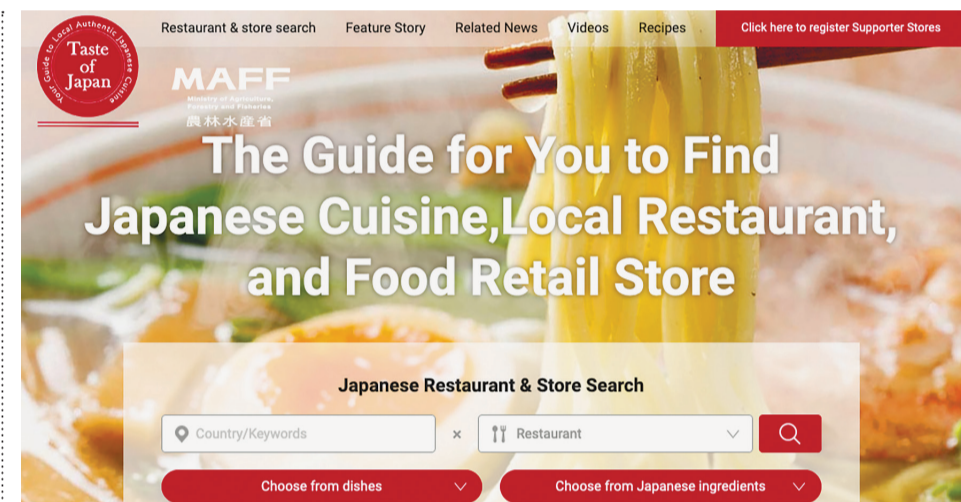 Restaurant & store search Feature Story Related News Videos Recipes Click here to register Supporter Stores
Your Guide to Local Authentic Japanese Cuisine
Taste
of
Japan
MAFF
Ministry of Agriculture,
Forestry and Fisheries
農林水産省
The Guide for You to Find
Japanese Cuisine,Local Restaurant,
and Food Retail Store
Japanese Restaurant & Store Search
Country/Keywords × Restaurant
Choose from dishes Choose from Japanese ingredients